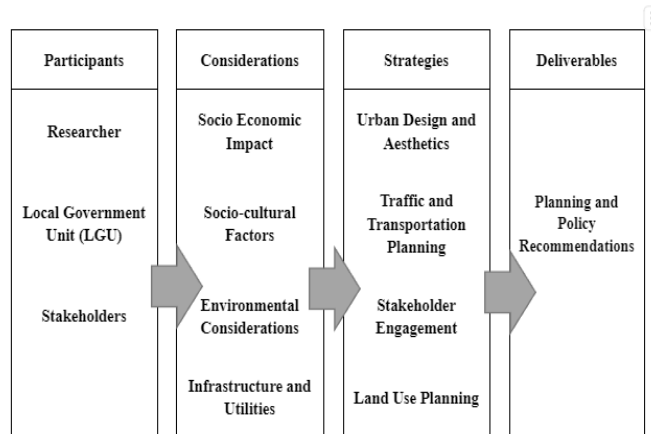 Participants
Researcher
Local Government
Unit (LGU)
Stakeholders
Considerations
Socio Economic
Impact
Socio-cultural
Factors
Environmental
Considerations
Infrastructure and
Utilities
Strategies
Urban Design and
Aesthetics
Traffic and
Transportation
Planning
Stakeholder
Engagement
Land Use Planning
Deliverables
Planning and
Policy
Recommendations